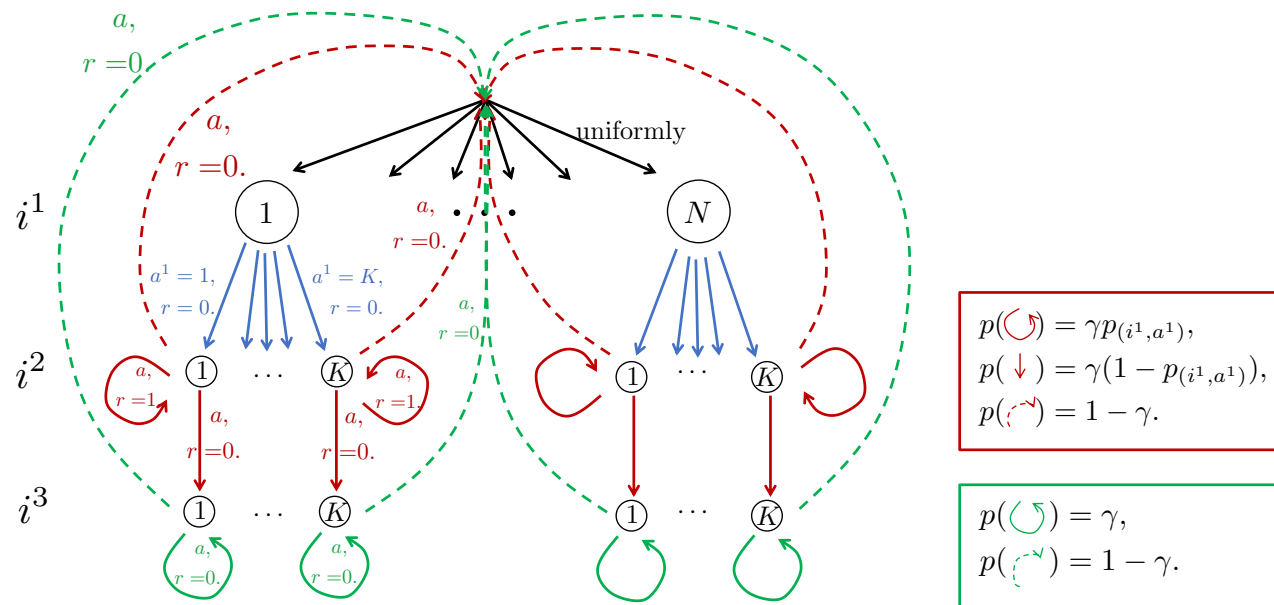 a,
r =0.
a,
r =0.
uniformly
i^1
1
· · ·
N
a,
r =0.
a^1 = 1,
r =0.
a^1 = K,
r =0.
a,
r =0.
i^2
1
· · ·
K
1
· · ·
K
a,
r =1.
a,
r =1.
a,
r =0.
a,
r =0.
i^3
1
· · ·
K
1
· · ·
K
a,
r =0.
a,
r =0.
p( ) = γp_{(i^1,a^1)},
p( ↓ ) = γ(1 − p_{(i^1,a^1)}),
p( ) = 1 − γ.
p( ) = γ,
p( ) = 1 − γ.